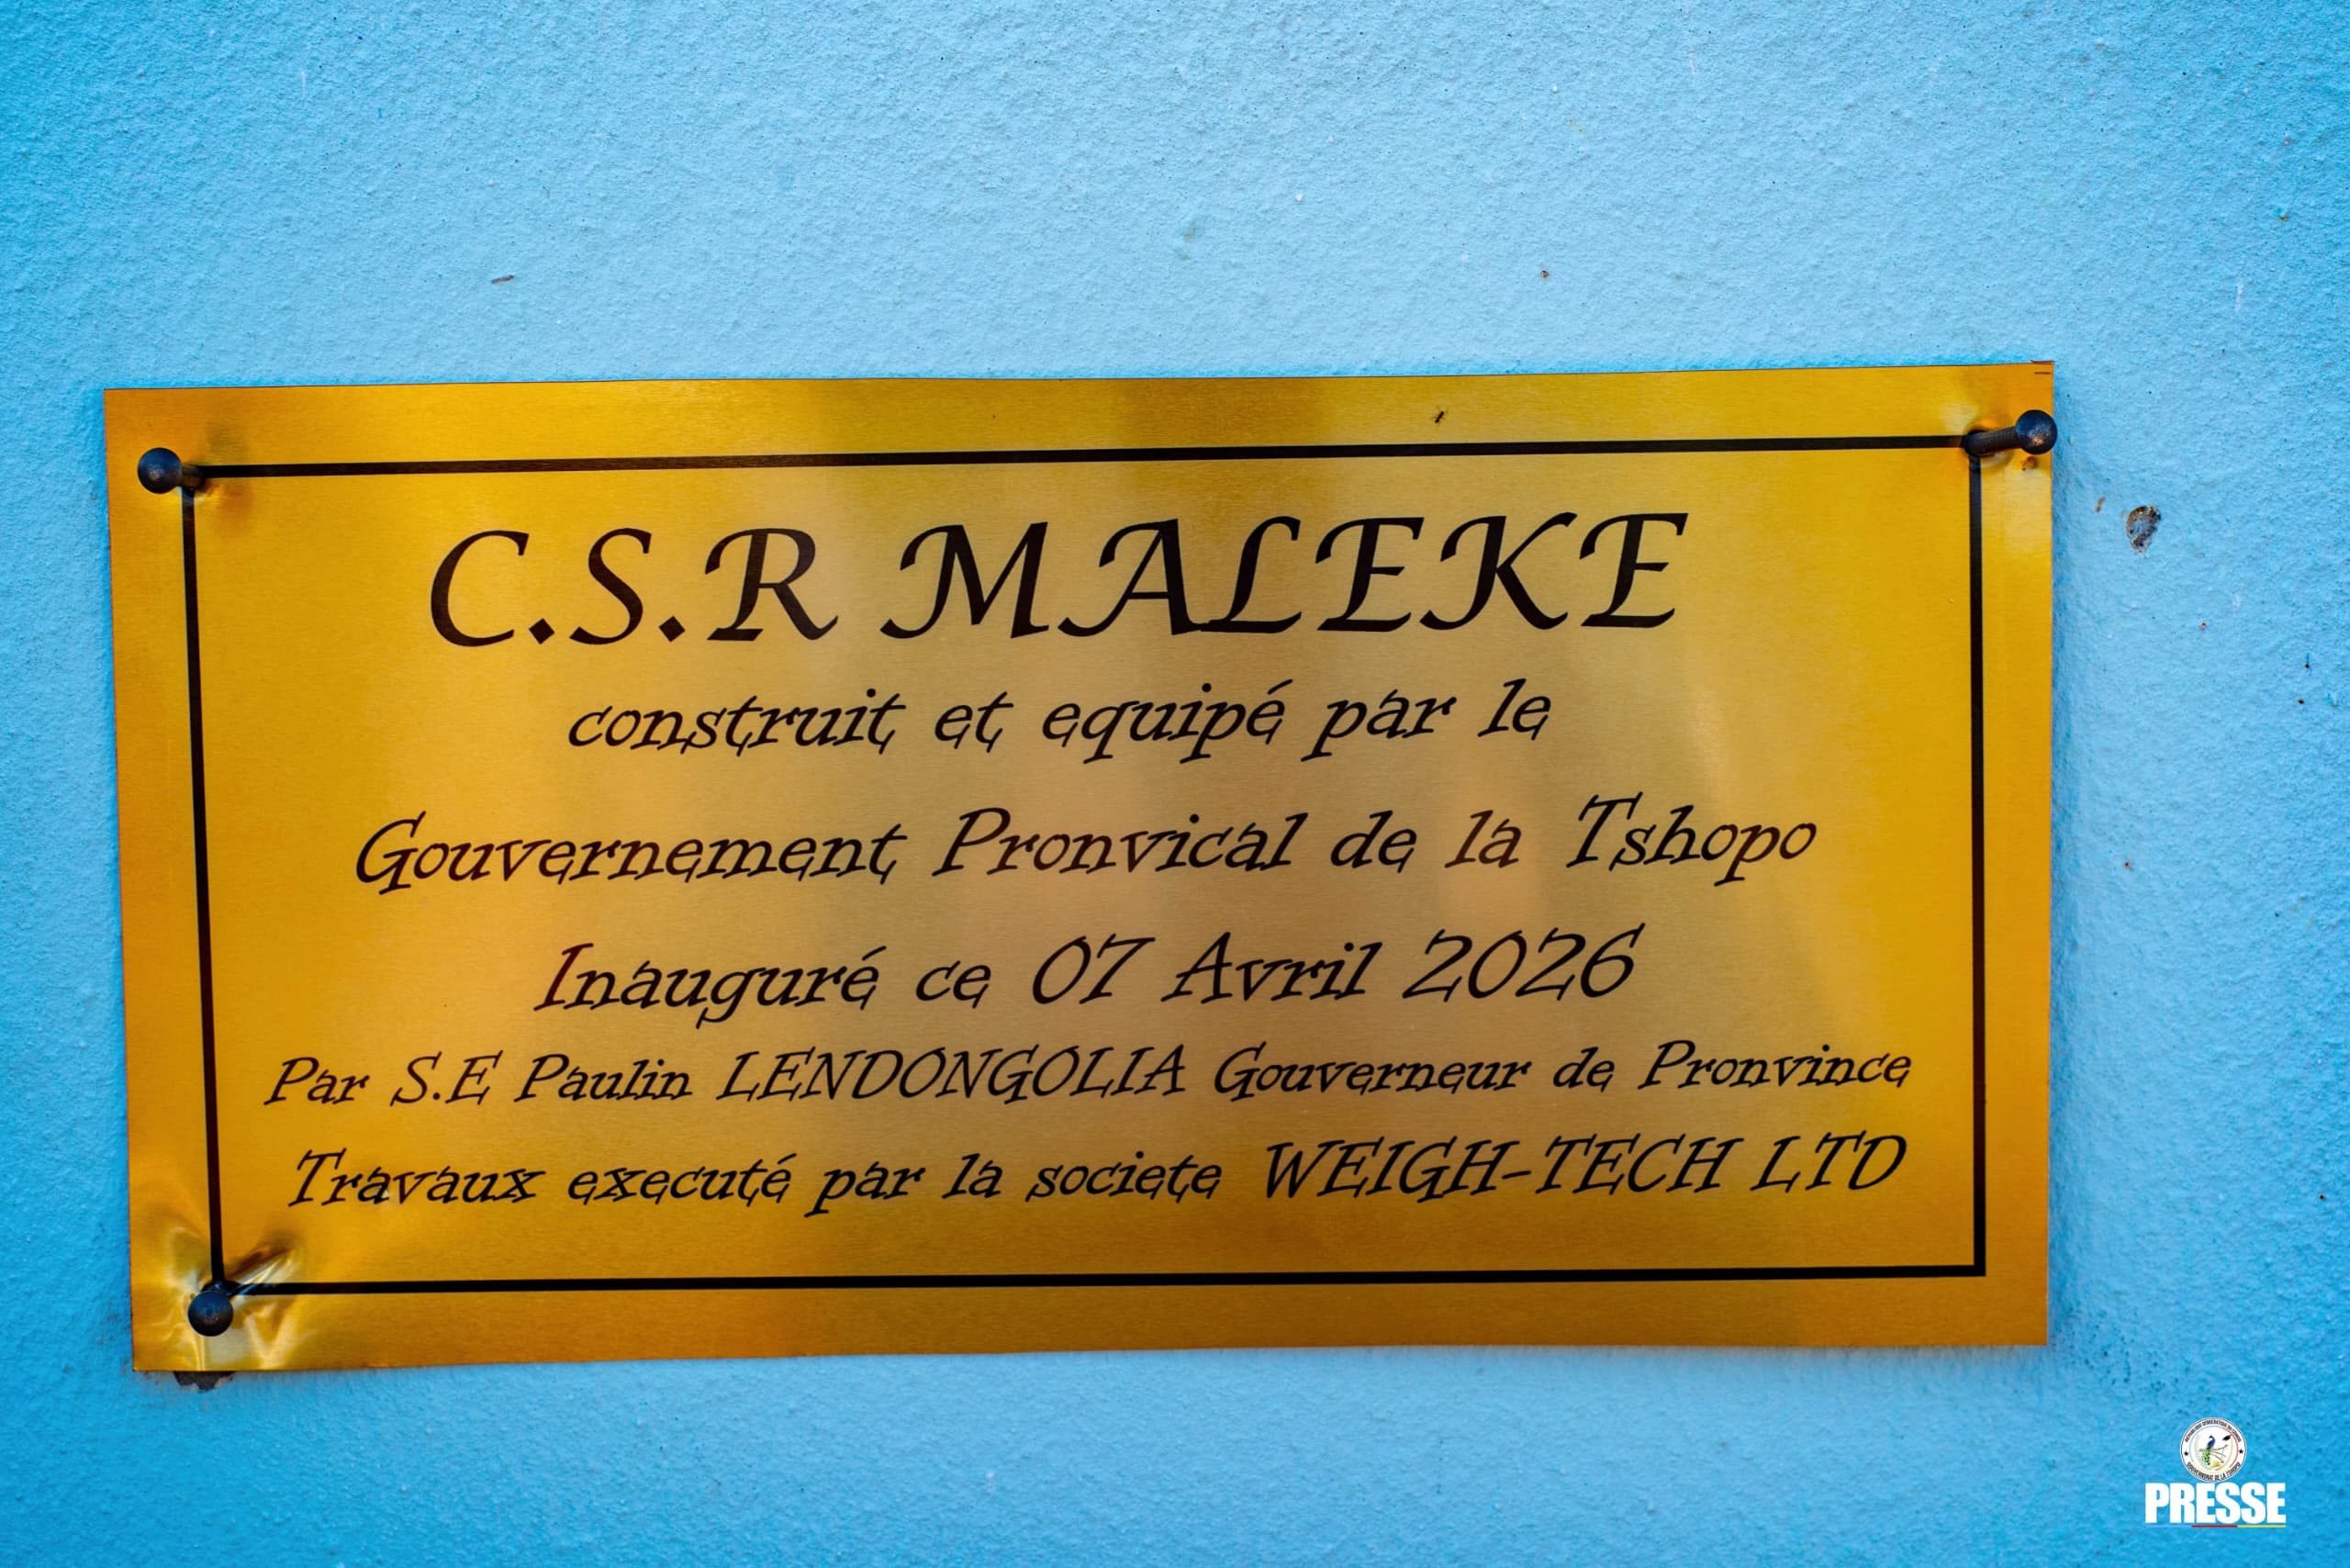 C.S.R MALEKE
construit et equipé par le
Gouvernement Pronvical de la Tshopo
Inauguré ce 07 Avril 2026
Par S.E Paulin LENDONGOLIA Gouverneur de Pronvince
Travaux executé par la societe WEIGH-TECH LTD
PRESSE